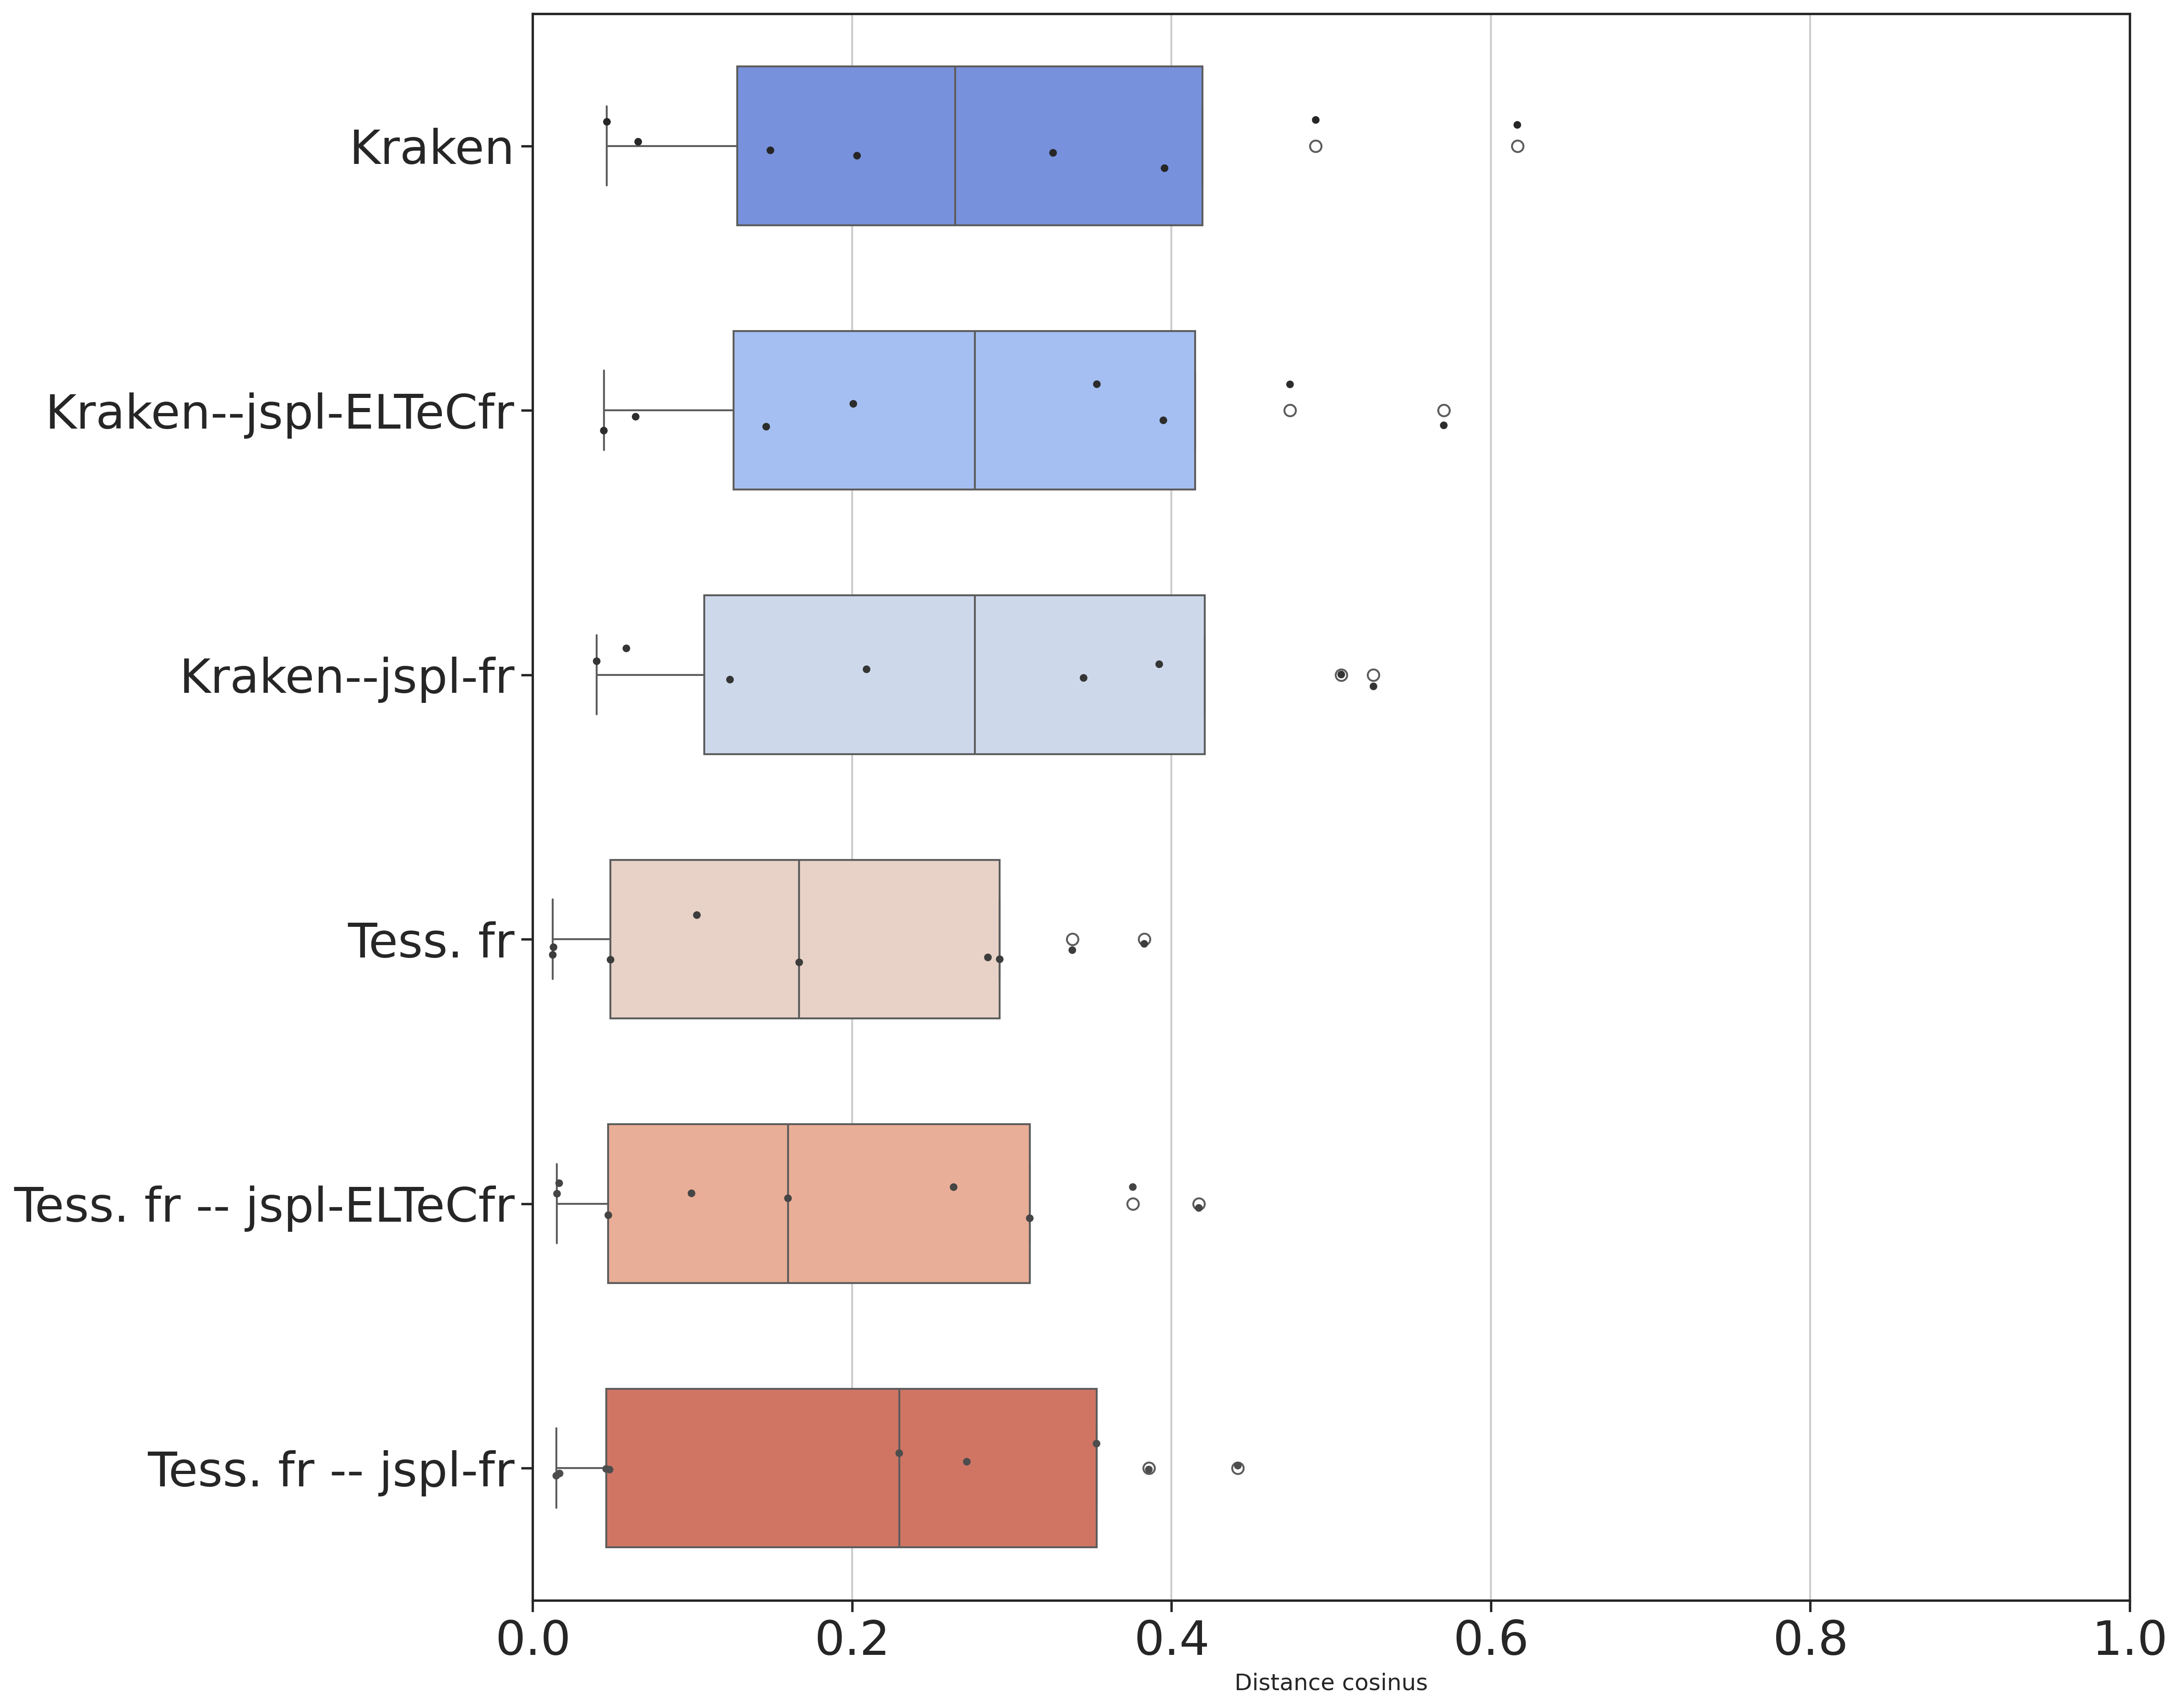 Kraken
Kraken--jspl-ELTeCfr
Kraken--jspl-fr
Tess. fr
Tess. fr -- jspl-ELTeCfr
Tess. fr -- jspl-fr
0.0 0.2 0.4 0.6 0.8 1.0
Distance cosinus